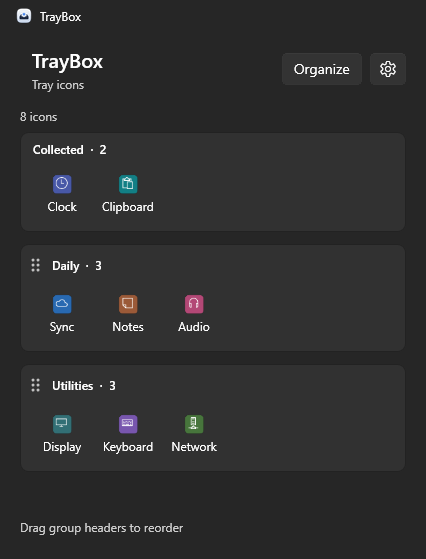 TrayBox
TrayBox
Tray icons
Organize
8 icons
Collected · 2
Clock Clipboard
Daily · 3
Sync Notes Audio
Utilities · 3
Display Keyboard Network
Drag group headers to reorder